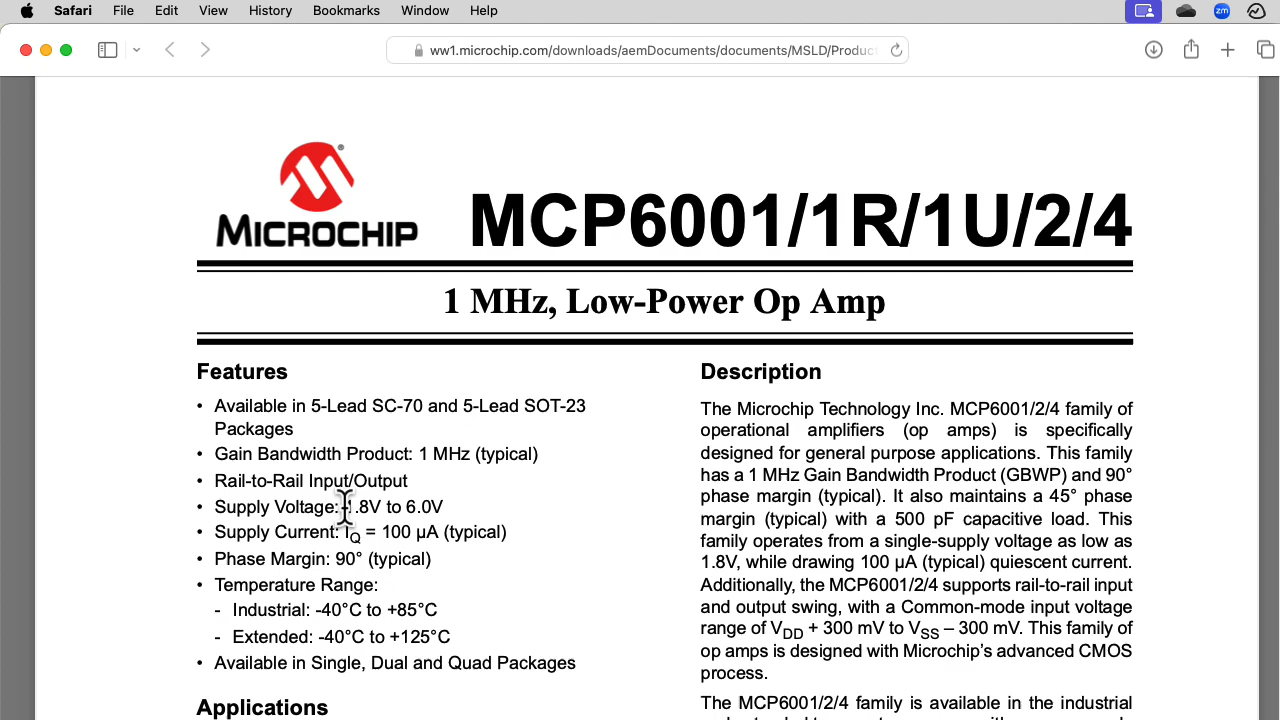 Safari File Edit View History Bookmarks Window Help
zm
ww1.microchip.com/downloads/aemDocuments/documents/MSLD/Produc
MICROCHIP
MCP6001/1R/1U/2/4
1 MHz, Low-Power Op Amp
Features
• Available in 5-Lead SC-70 and 5-Lead SOT-23
Packages
• Gain Bandwidth Product: 1 MHz (typical)
• Rail-to-Rail Input/Output
• Supply Voltage: 1.8V to 6.0V
• Supply Current: IQ = 100 µA (typical)
• Phase Margin: 90° (typical)
• Temperature Range:
- Industrial: -40°C to +85°C
- Extended: -40°C to +125°C
• Available in Single, Dual and Quad Packages
Applications
Description
The Microchip Technology Inc. MCP6001/2/4 family of
operational amplifiers (op amps) is specifically
designed for general purpose applications. This family
has a 1 MHz Gain Bandwidth Product (GBWP) and 90°
phase margin (typical). It also maintains a 45° phase
margin (typical) with a 500 pF capacitive load. This
family operates from a single-supply voltage as low as
1.8V, while drawing 100 µA (typical) quiescent current.
Additionally, the MCP6001/2/4 supports rail-to-rail input
and output swing, with a Common-mode input voltage
range of VDD + 300 mV to VSS – 300 mV. This family of
op amps is designed with Microchip’s advanced CMOS
process.
The MCP6001/2/4 family is available in the industrial